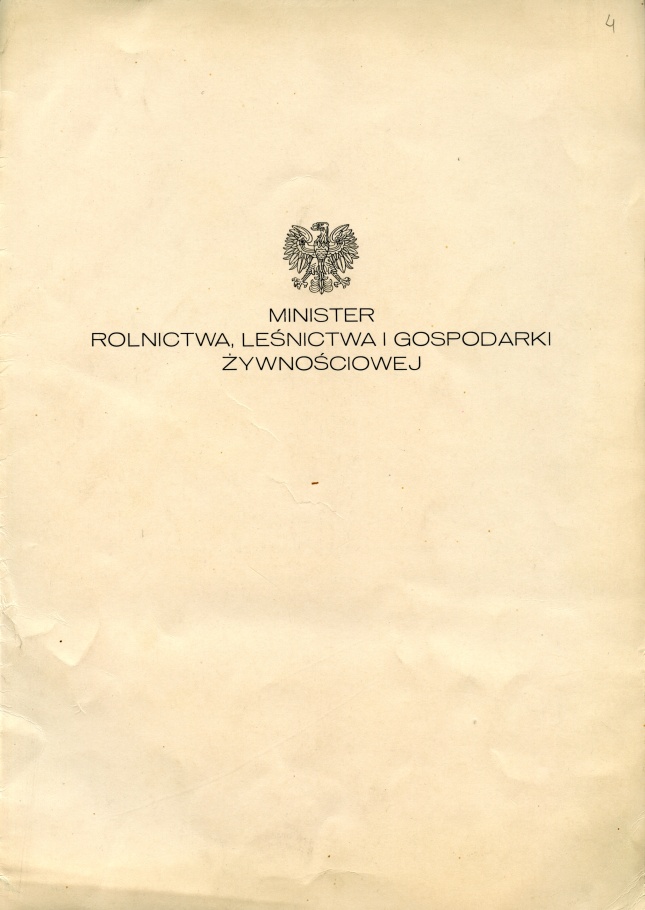 4
MINISTER
ROLNICTWA, LEŚNICTWA I GOSPODARKI
ŻYWNOŚCIOWEJ